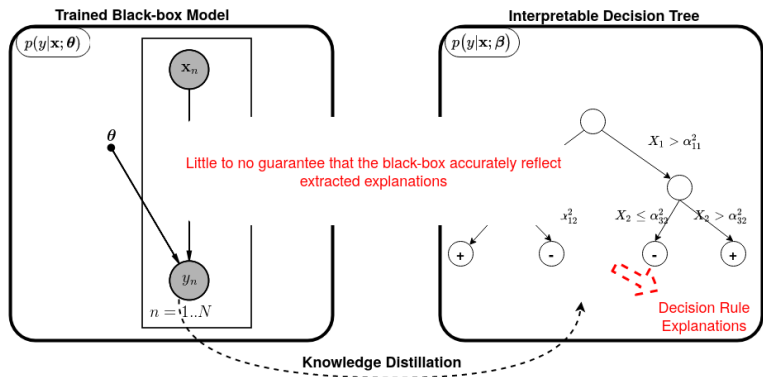 Trained Black-box Model
Interpretable Decision Tree
p(y|x; θ)
p(y|x; β)
xₙ
θ
X₁ > α²₁₁
Little to no guarantee that the black-box accurately reflect
extracted explanations
X₂ ≤ α²₃₂
X₂ > α²₃₂
+
-
-
+
yₙ
n = 1..N
Decision Rule
Explanations
Knowledge Distillation